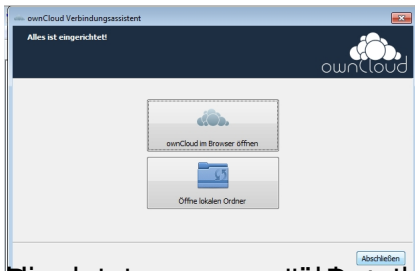 ownCloud Verbindungsassistent
Alles ist eingerichtet!
ownCloud
ownCloud im Browser öffnen
Öffne lokalen Ordner
Abschließen